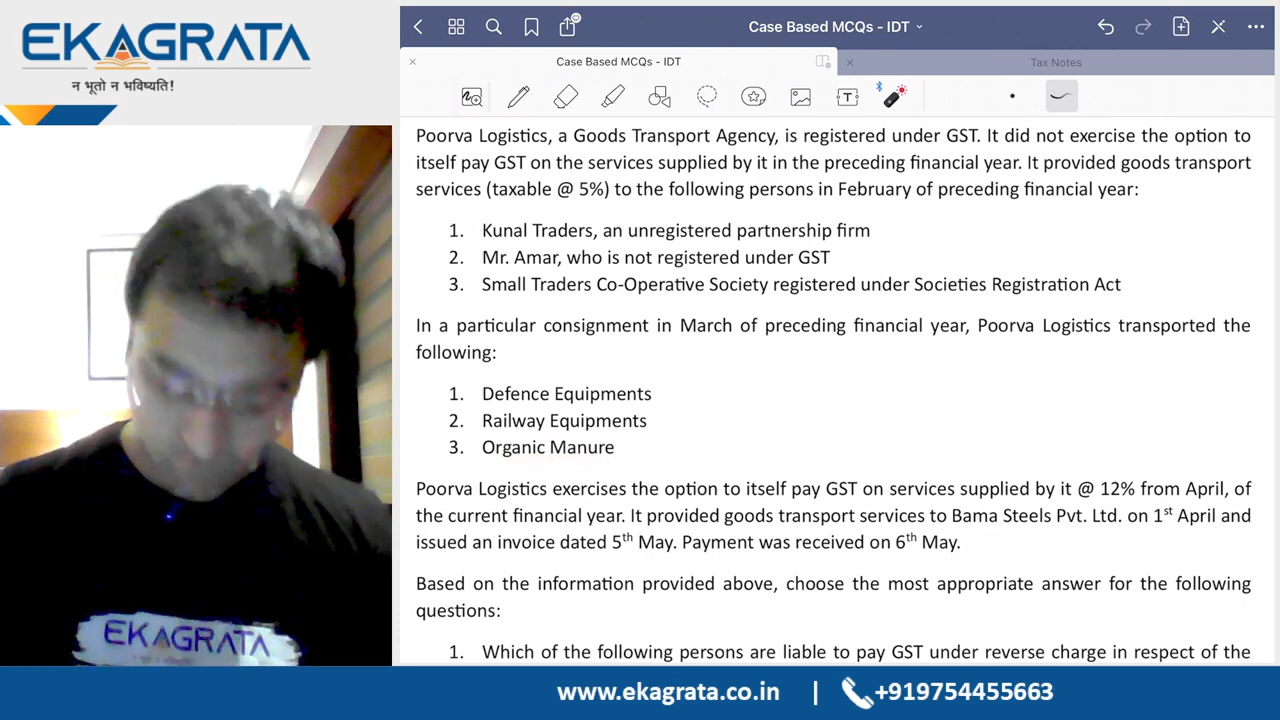 EKAGRATA
न भूतो न भविष्यति!
Case Based MCQs - IDT
Case Based MCQs - IDT
Tax Notes
T
Poorva Logistics, a Goods Transport Agency, is registered under GST. It did not exercise the option to
itself pay GST on the services supplied by it in the preceding financial year. It provided goods transport
services (taxable @ 5%) to the following persons in February of preceding financial year:
1. Kunal Traders, an unregistered partnership firm
2. Mr. Amar, who is not registered under GST
3. Small Traders Co-Operative Society registered under Societies Registration Act
In a particular consignment in March of preceding financial year, Poorva Logistics transported the
following:
1. Defence Equipments
2. Railway Equipments
3. Organic Manure
Poorva Logistics exercises the option to itself pay GST on services supplied by it @ 12% from April, of
the current financial year. It provided goods transport services to Bama Steels Pvt. Ltd. on 1st April and
issued an invoice dated 5th May. Payment was received on 6th May.
Based on the information provided above, choose the most appropriate answer for the following
questions:
1. Which of the following persons are liable to pay GST under reverse charge in respect of the
EKAGRATA
www.ekagrata.co.in | +919754455663